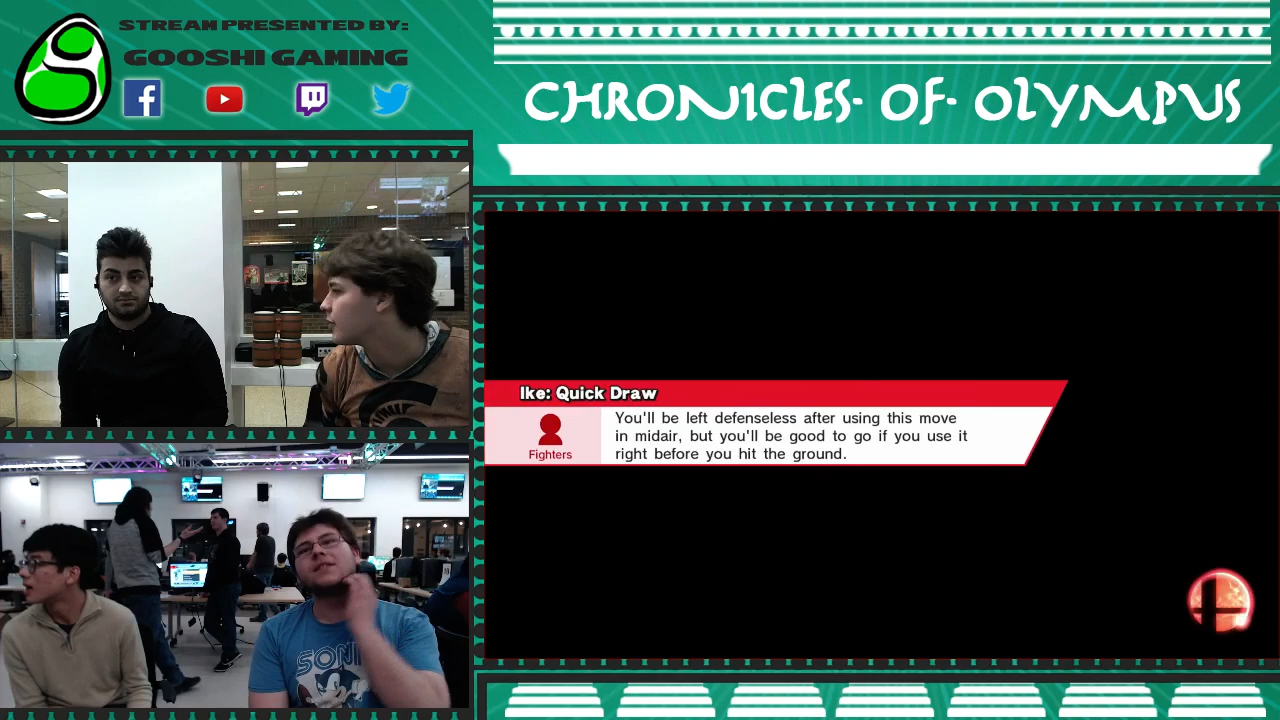 STREAM PRESENTED BY:
GOOSHI GAMING
CHRONICLES· OF· OLYMPUS
Ike: Quick Draw
Fighters
You'll be left defenseless after using this move
in midair, but you'll be good to go if you use it
right before you hit the ground.
SONI